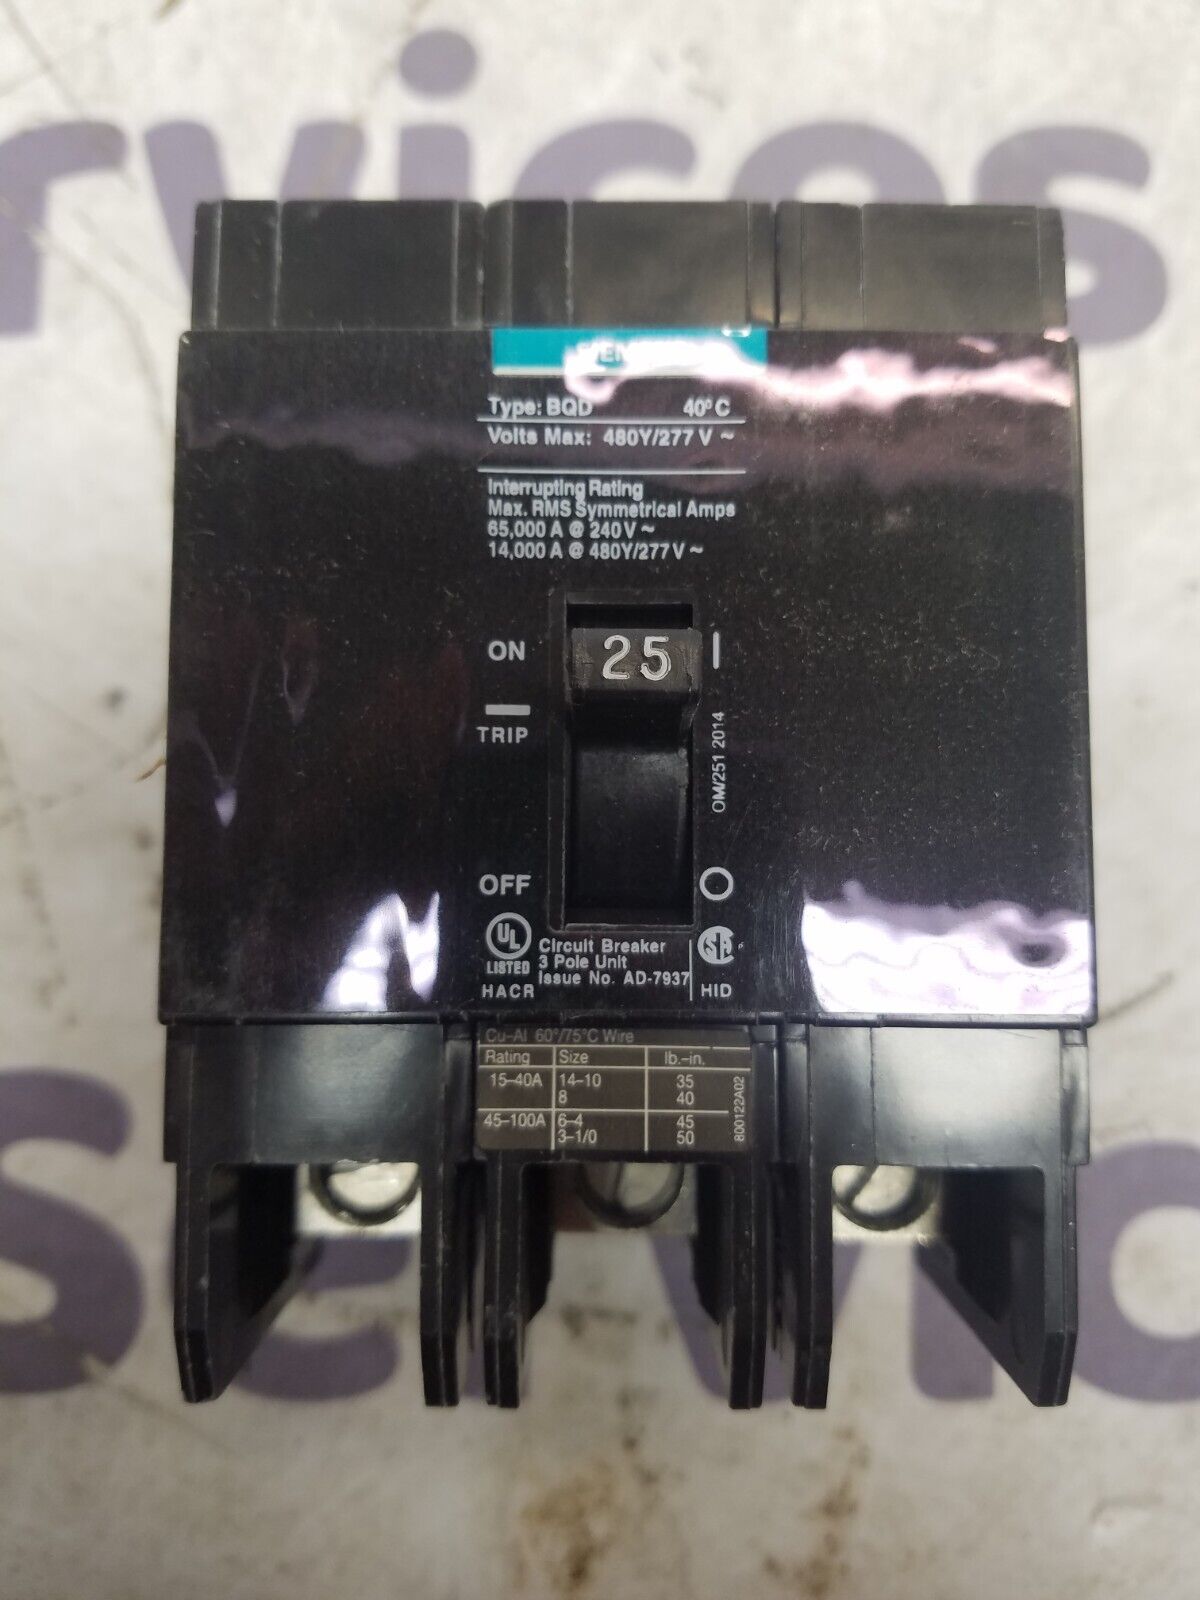 rvices
Type: BQD 40°C
Volts Max: 480Y/277 V ~
Interrupting Rating
Max. RMS Symmetrical Amps
65,000 A @ 240 V ~
14,000 A @ 480Y/277 V ~
ON 25 |
TRIP
OM/251 2014
OFF O
UL
LISTED
HACR
Circuit Breaker
3 Pole Unit
Issue No. AD-7937
HID
Cu-Al 60°/75°C Wire
Rating Size lb.-in.
15-40A 14-10 35
8 40
45-100A 6-4 45
3-1/0 50
800122A02